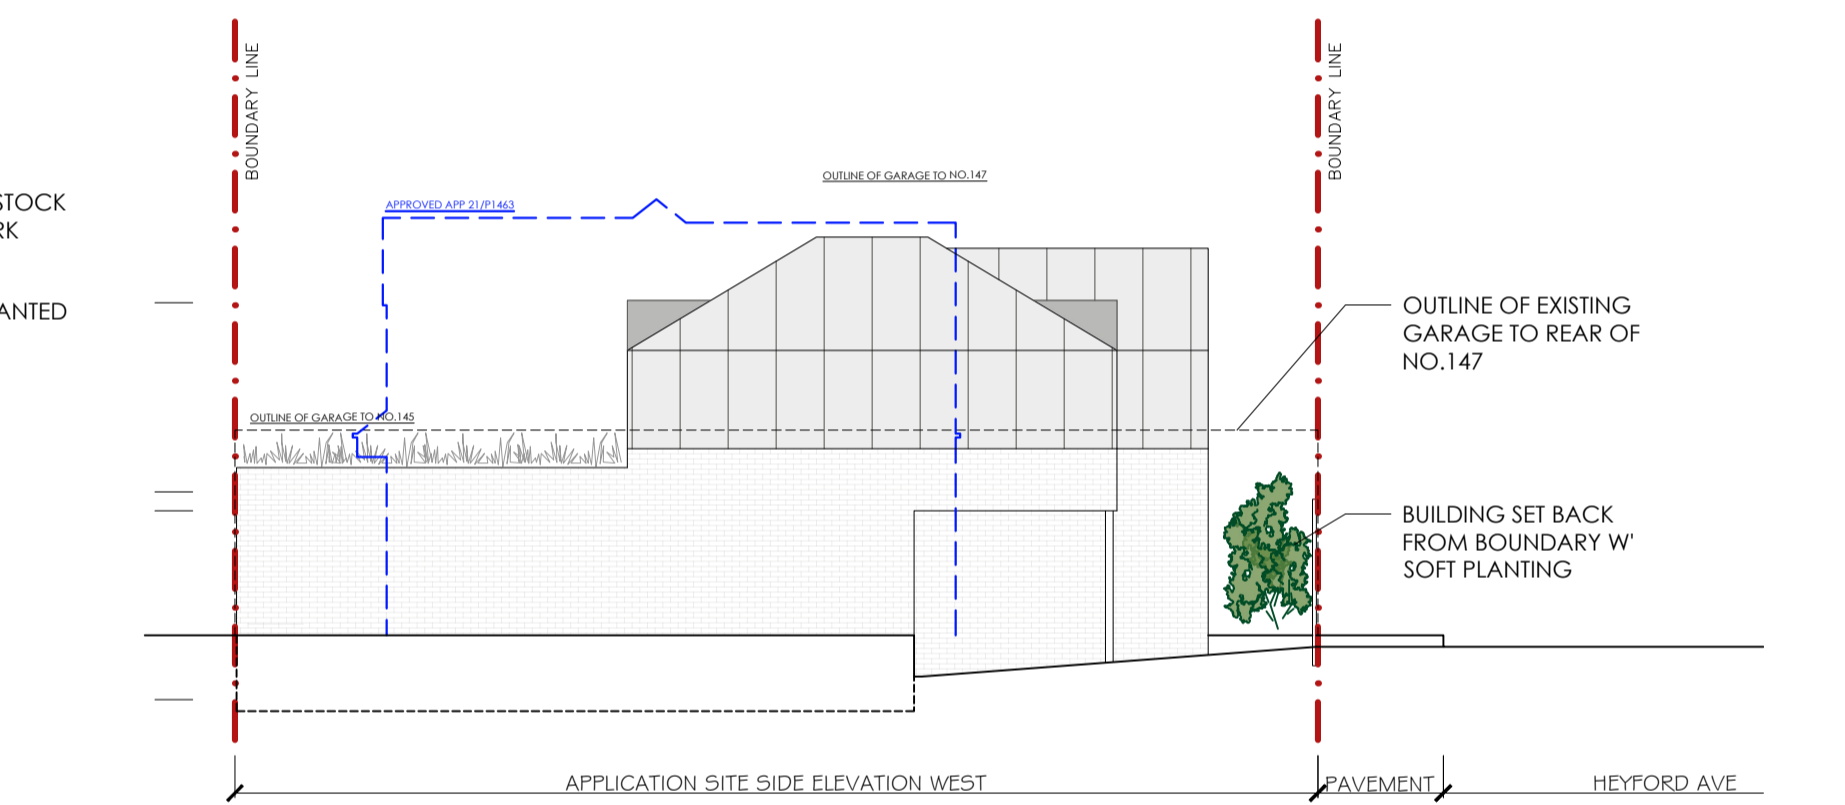 BOUNDARY LINE
BOUNDARY LINE
OUTLINE OF GARAGE TO NO.147
STOCK
RK
APPROVED APP 21/P1463
ANTED
OUTLINE OF EXISTING
GARAGE TO REAR OF
NO.147
OUTLINE OF GARAGE TO NO.145
BUILDING SET BACK
FROM BOUNDARY W'
SOFT PLANTING
APPLICATION SITE SIDE ELEVATION WEST
PAVEMENT
HEYFORD AVE